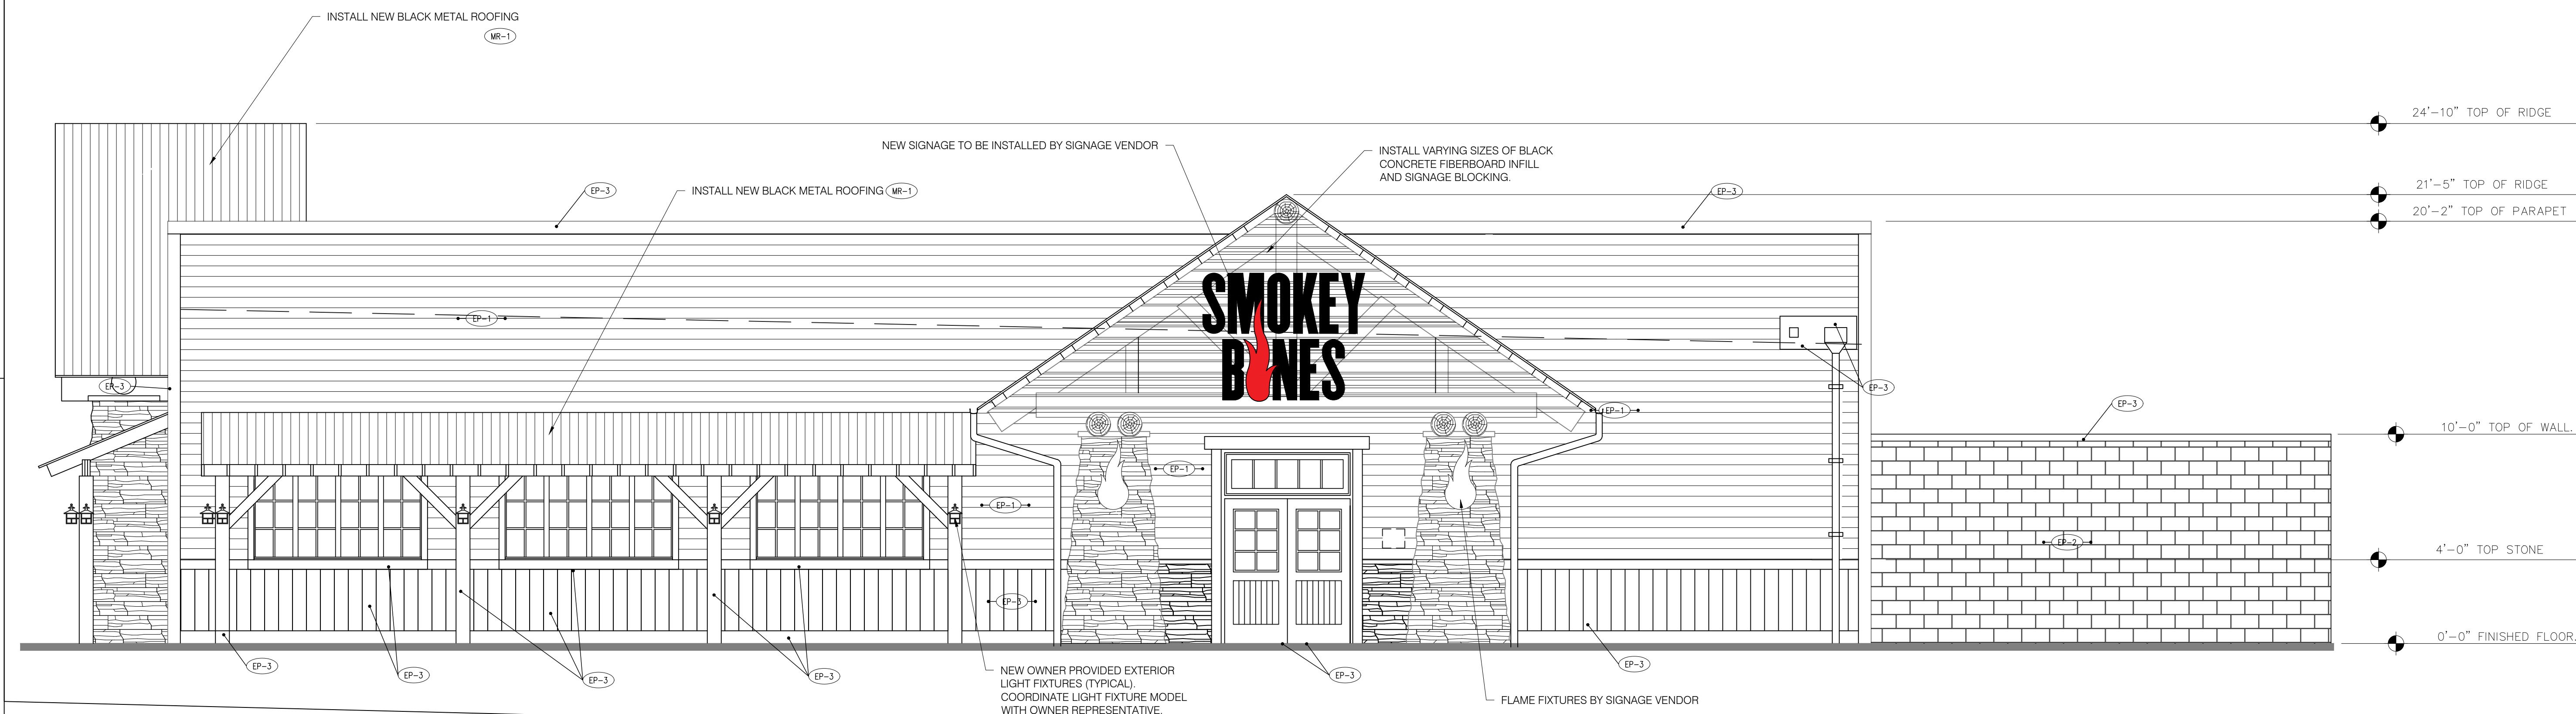 INSTALL NEW BLACK METAL ROOFING
MR-1
24'-10" TOP OF RIDGE
NEW SIGNAGE TO BE INSTALLED BY SIGNAGE VENDOR
INSTALL VARYING SIZES OF BLACK
CONCRETE FIBERBOARD INFILL
AND SIGNAGE BLOCKING.
EP-3
INSTALL NEW BLACK METAL ROOFING MR-1
EP-3
21'-5" TOP OF RIDGE
20'-2" TOP OF PARAPET
SMOKEY
BONES
EP-1
EP-3
EP-3
EP-1
EP-3
10'-0" TOP OF WALL.
EP-1
EP-1
EP-2
4'-0" TOP STONE
EP-3
0'-0" FINISHED FLOOR.
EP-3
EP-3
EP-3
EP-3
EP-3
EP-3
NEW OWNER PROVIDED EXTERIOR
LIGHT FIXTURES (TYPICAL).
COORDINATE LIGHT FIXTURE MODEL
WITH OWNER REPRESENTATIVE.
FLAME FIXTURES BY SIGNAGE VENDOR